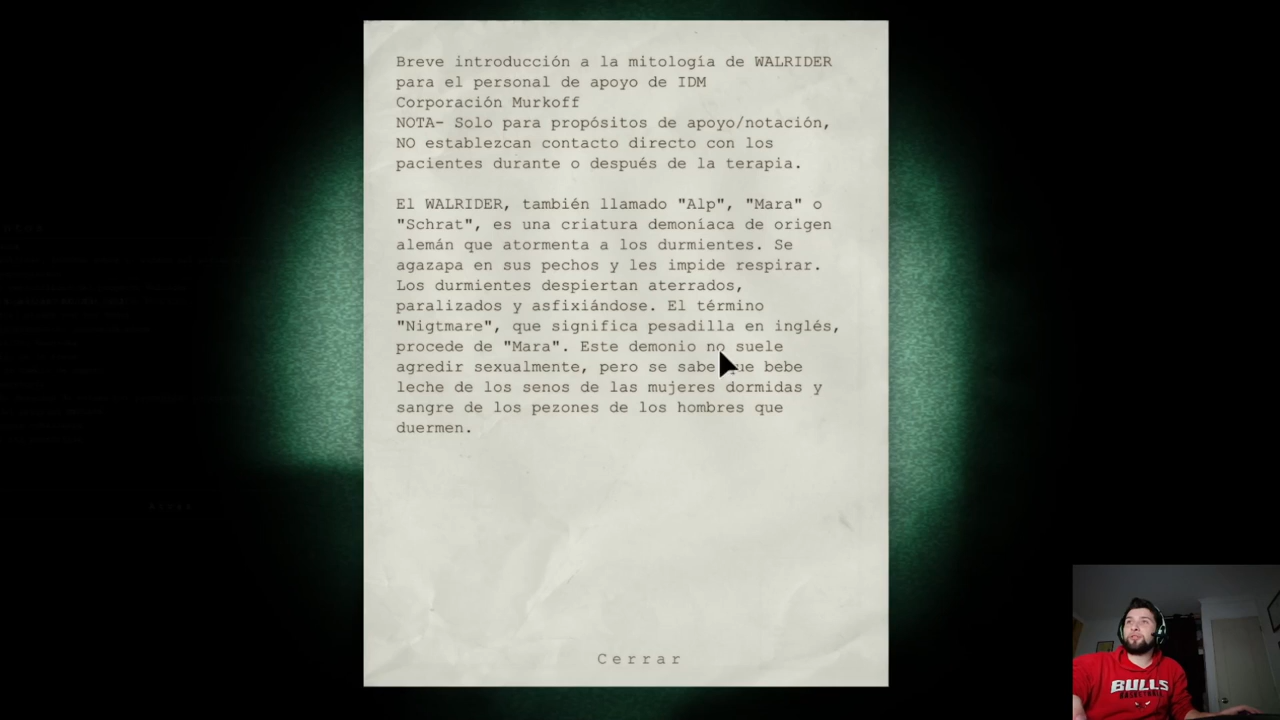 Breve introducción a la mitología de WALRIDER
para el personal de apoyo de IDM
Corporación Murkoff
NOTA- Solo para propósitos de apoyo/notación,
NO establezcan contacto directo con los
pacientes durante o después de la terapia.
El WALRIDER, también llamado "Alp", "Mara" o
"Schrat", es una criatura demoníaca de origen
alemán que atormenta a los durmientes. Se
agazapa en sus pechos y les impide respirar.
Los durmientes despiertan aterrados,
paralizados y asfixiándose. El término
"Nigtmare", que significa pesadilla en inglés,
procede de "Mara". Este demonio no suele
agredir sexualmente, pero se sabe que bebe
leche de los senos de las mujeres dormidas y
sangre de los pezones de los hombres que
duermen.
Cerrar
BULLS